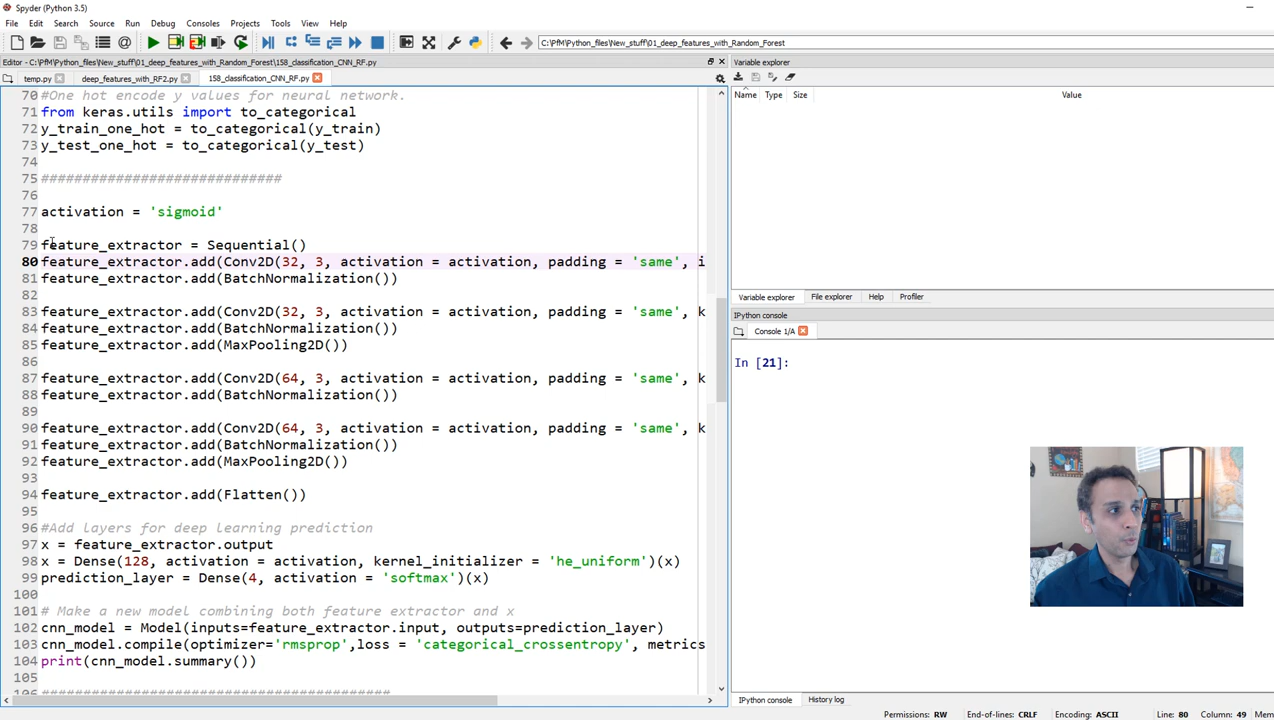 Spyder (Python 3.5)
File Edit Search Source Run Debug Consoles Projects Tools View Help
C:\PfM\Python_files\New_stuff\01_deep_features_with_Random_Forest
Editor - C:\PfM\Python_files\New_stuff\01_deep_features_with_Random_Forest\158_classification_CNN_RF.py
temp.py deep_features_with_RF2.py 158_classification_CNN_RF.py
70 #One hot encode y values for neural network.
71 from keras.utils import to_categorical
72 y_train_one_hot = to_categorical(y_train)
73 y_test_one_hot = to_categorical(y_test)
74
75 #############################
76
77 activation = 'sigmoid'
78
79 feature_extractor = Sequential()
80 feature_extractor.add(Conv2D(32, 3, activation = activation, padding = 'same', i
81 feature_extractor.add(BatchNormalization())
82
83 feature_extractor.add(Conv2D(32, 3, activation = activation, padding = 'same', k
84 feature_extractor.add(BatchNormalization())
85 feature_extractor.add(MaxPooling2D())
86
87 feature_extractor.add(Conv2D(64, 3, activation = activation, padding = 'same', k
88 feature_extractor.add(BatchNormalization())
89
90 feature_extractor.add(Conv2D(64, 3, activation = activation, padding = 'same', k
91 feature_extractor.add(BatchNormalization())
92 feature_extractor.add(MaxPooling2D())
93
94 feature_extractor.add(Flatten())
95
96 #Add layers for deep learning prediction
97 x = feature_extractor.output
98 x = Dense(128, activation = activation, kernel_initializer = 'he_uniform')(x)
99 prediction_layer = Dense(4, activation = 'softmax')(x)
100
101 # Make a new model combining both feature extractor and x
102 cnn_model = Model(inputs=feature_extractor.input, outputs=prediction_layer)
103 cnn_model.compile(optimizer='rmsprop',loss = 'categorical_crossentropy', metrics
104 print(cnn_model.summary())
105
106 ##########################################
Variable explorer
Name Type Size Value
Variable explorer File explorer Help Profiler
IPython console
Console 1/A
In [21]:
IPython console History log
Permissions: RW End-of-lines: CRLF Encoding: ASCII Line: 80 Column: 49 Mem